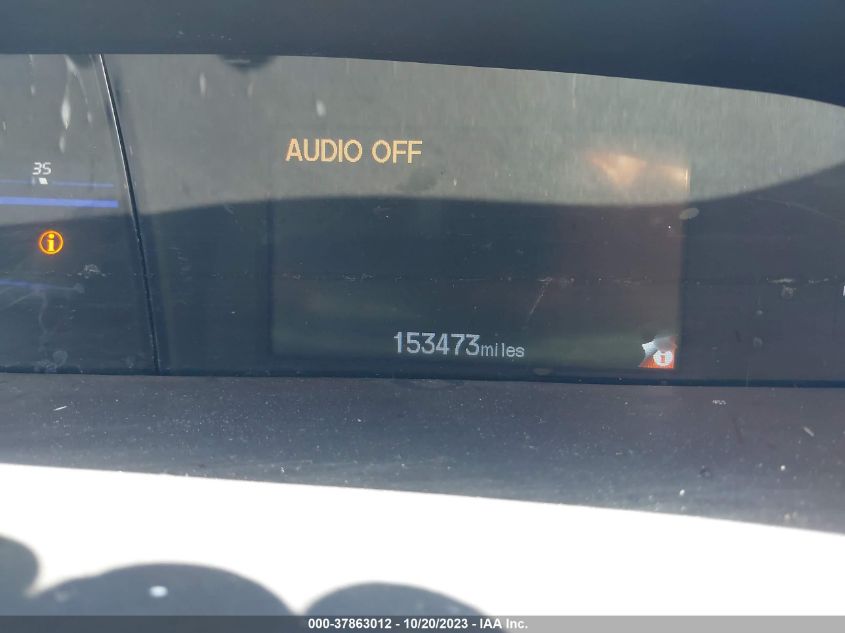 AUDIO OFF
35
i
153473miles
i
000-37863012 - 10/20/2023 - IAA Inc.